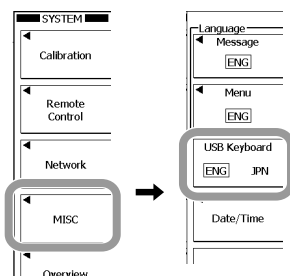 SYSTEM
Calibration
Remote
Control
Network
MISC
Overview
Language
Message
ENG
Menu
ENG
USB Keyboard
ENG JPN
Date/Time